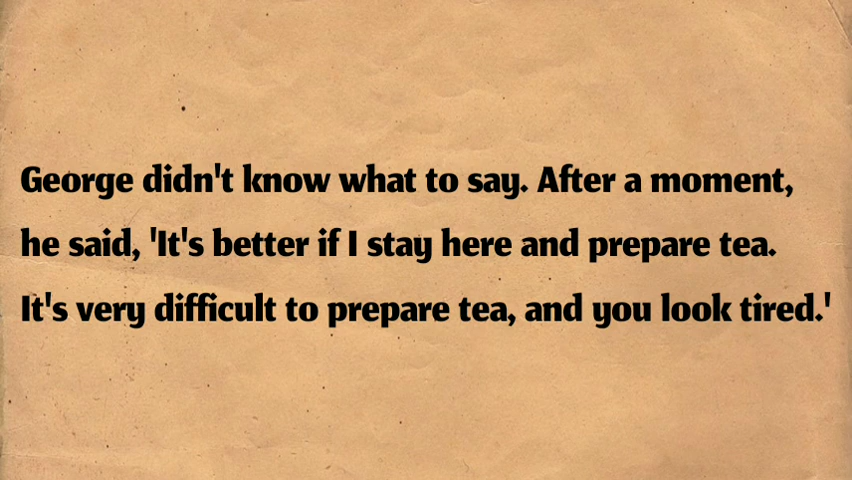 George didn't know what to say. After a moment,
he said, 'It's better if I stay here and prepare tea.
It's very difficult to prepare tea, and you look tired.'